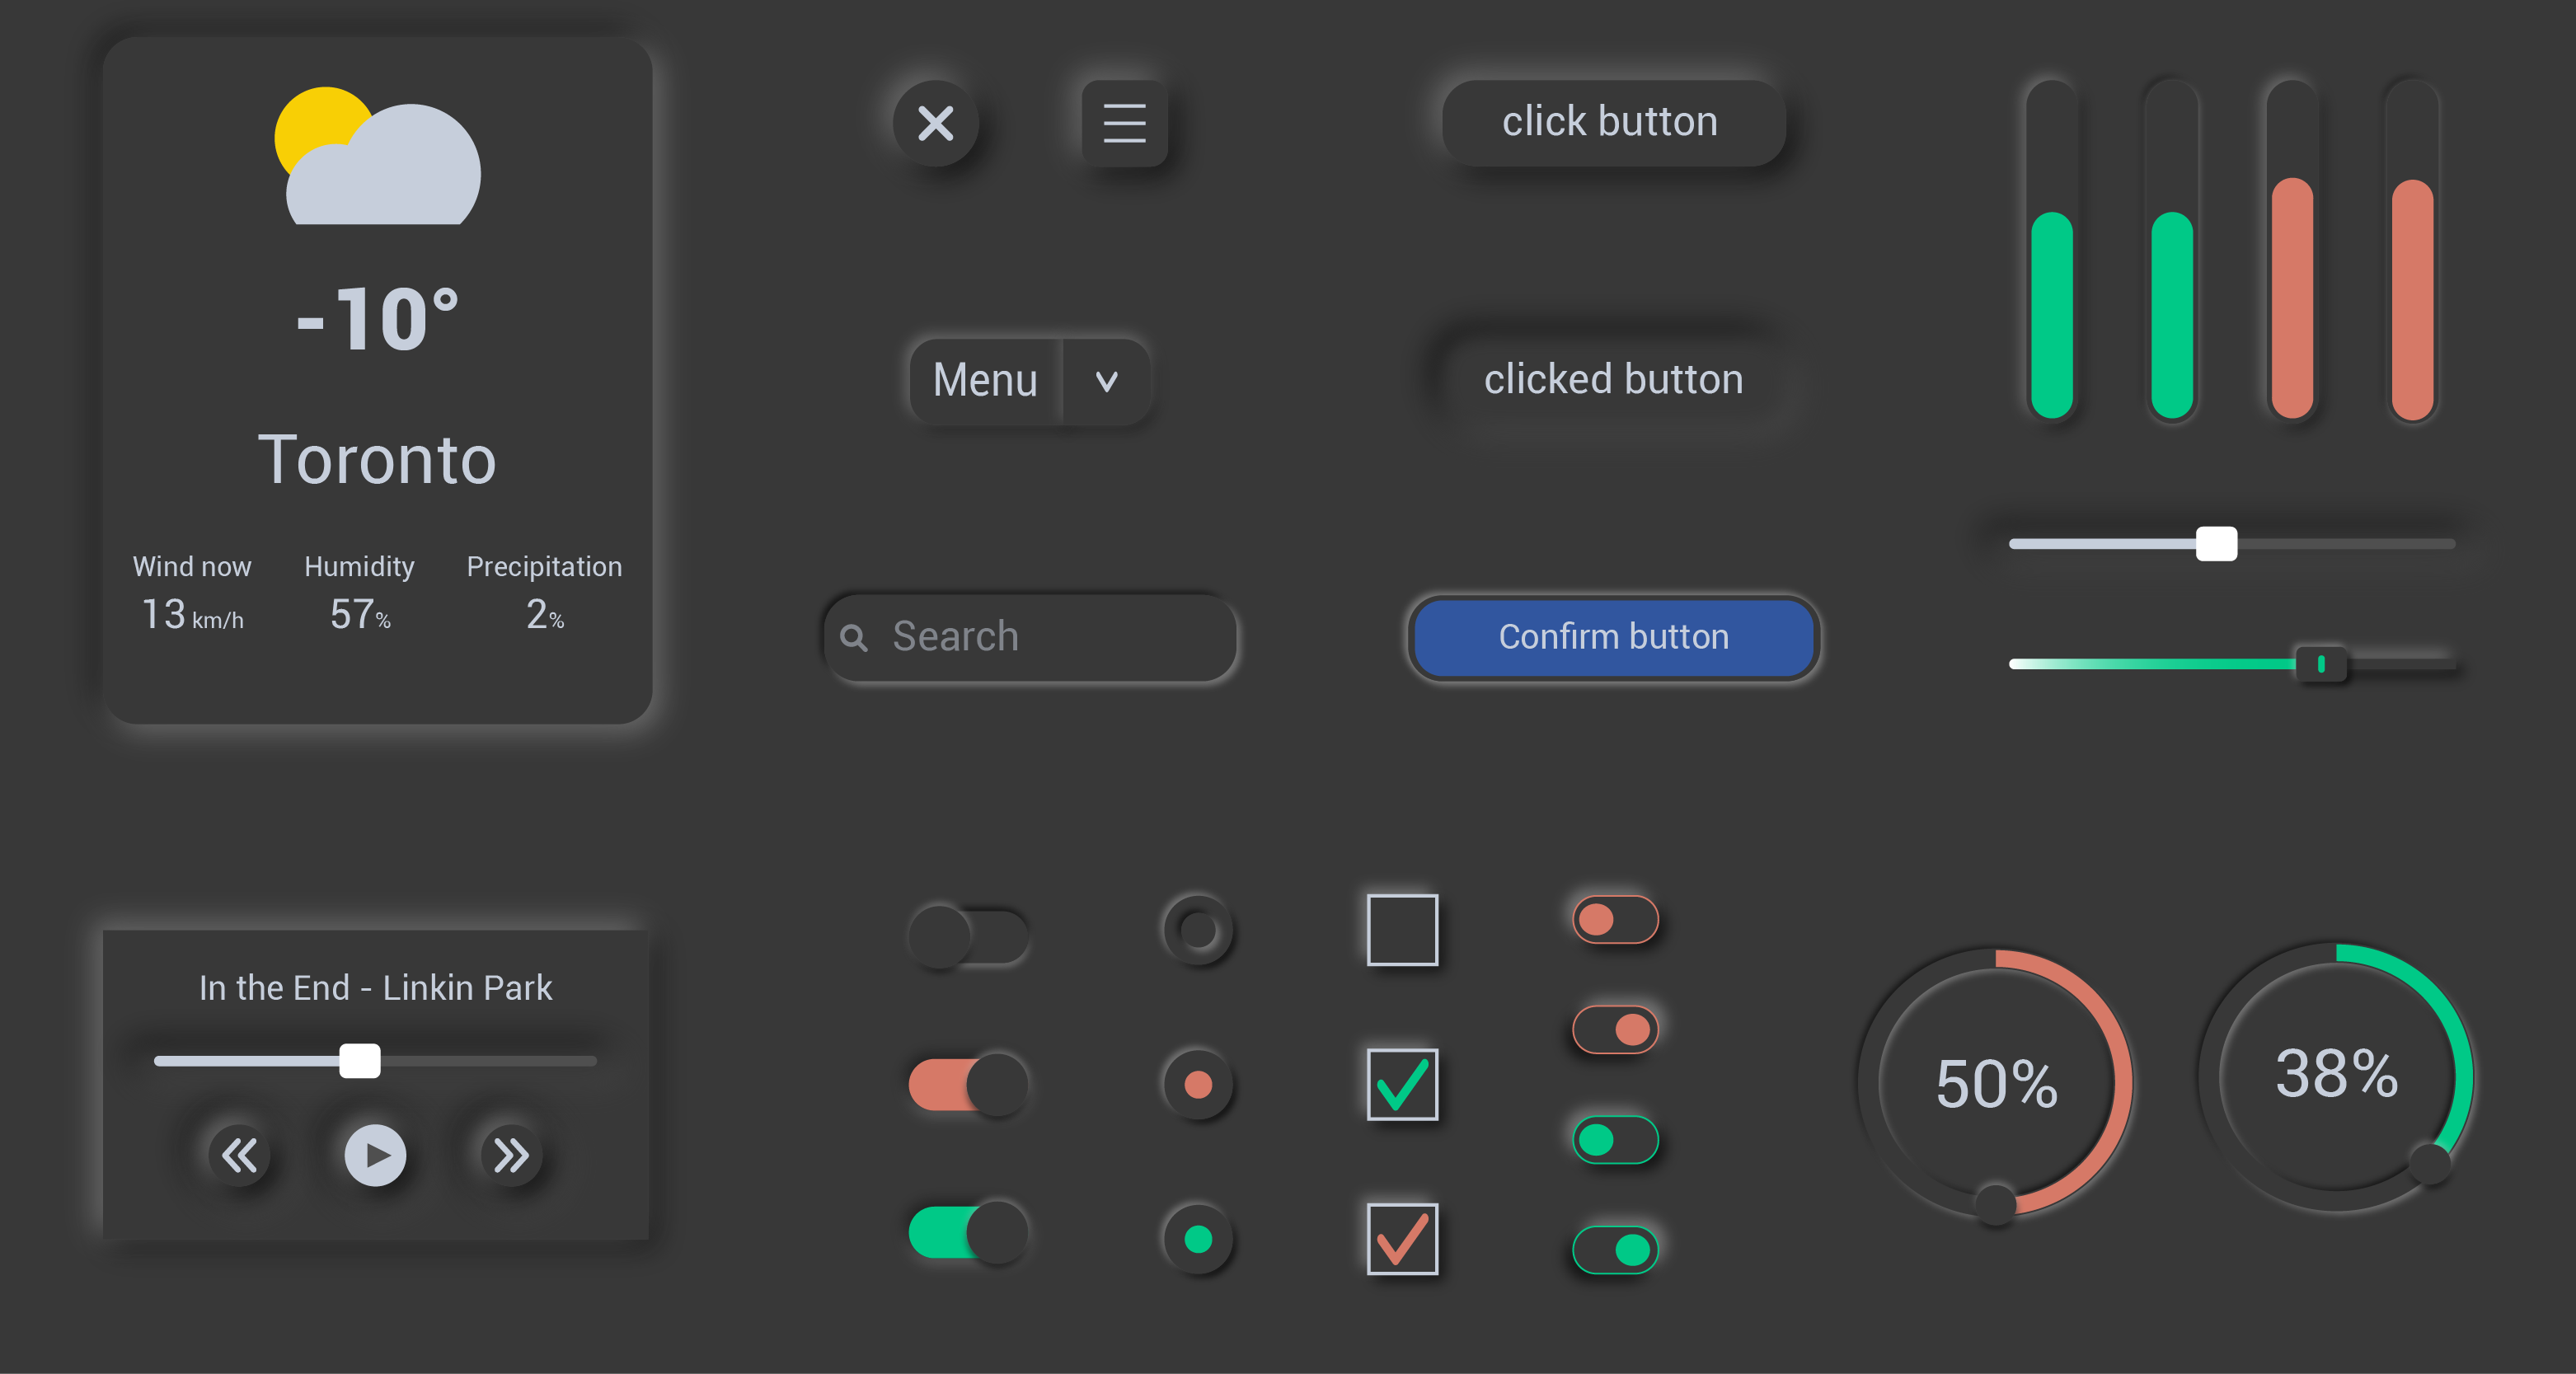 -10°
Toronto
Wind now Humidity Precipitation
13 km/h 57% 2%
click button
Menu
clicked button
Search
Confirm button
In the End - Linkin Park
50%
38%